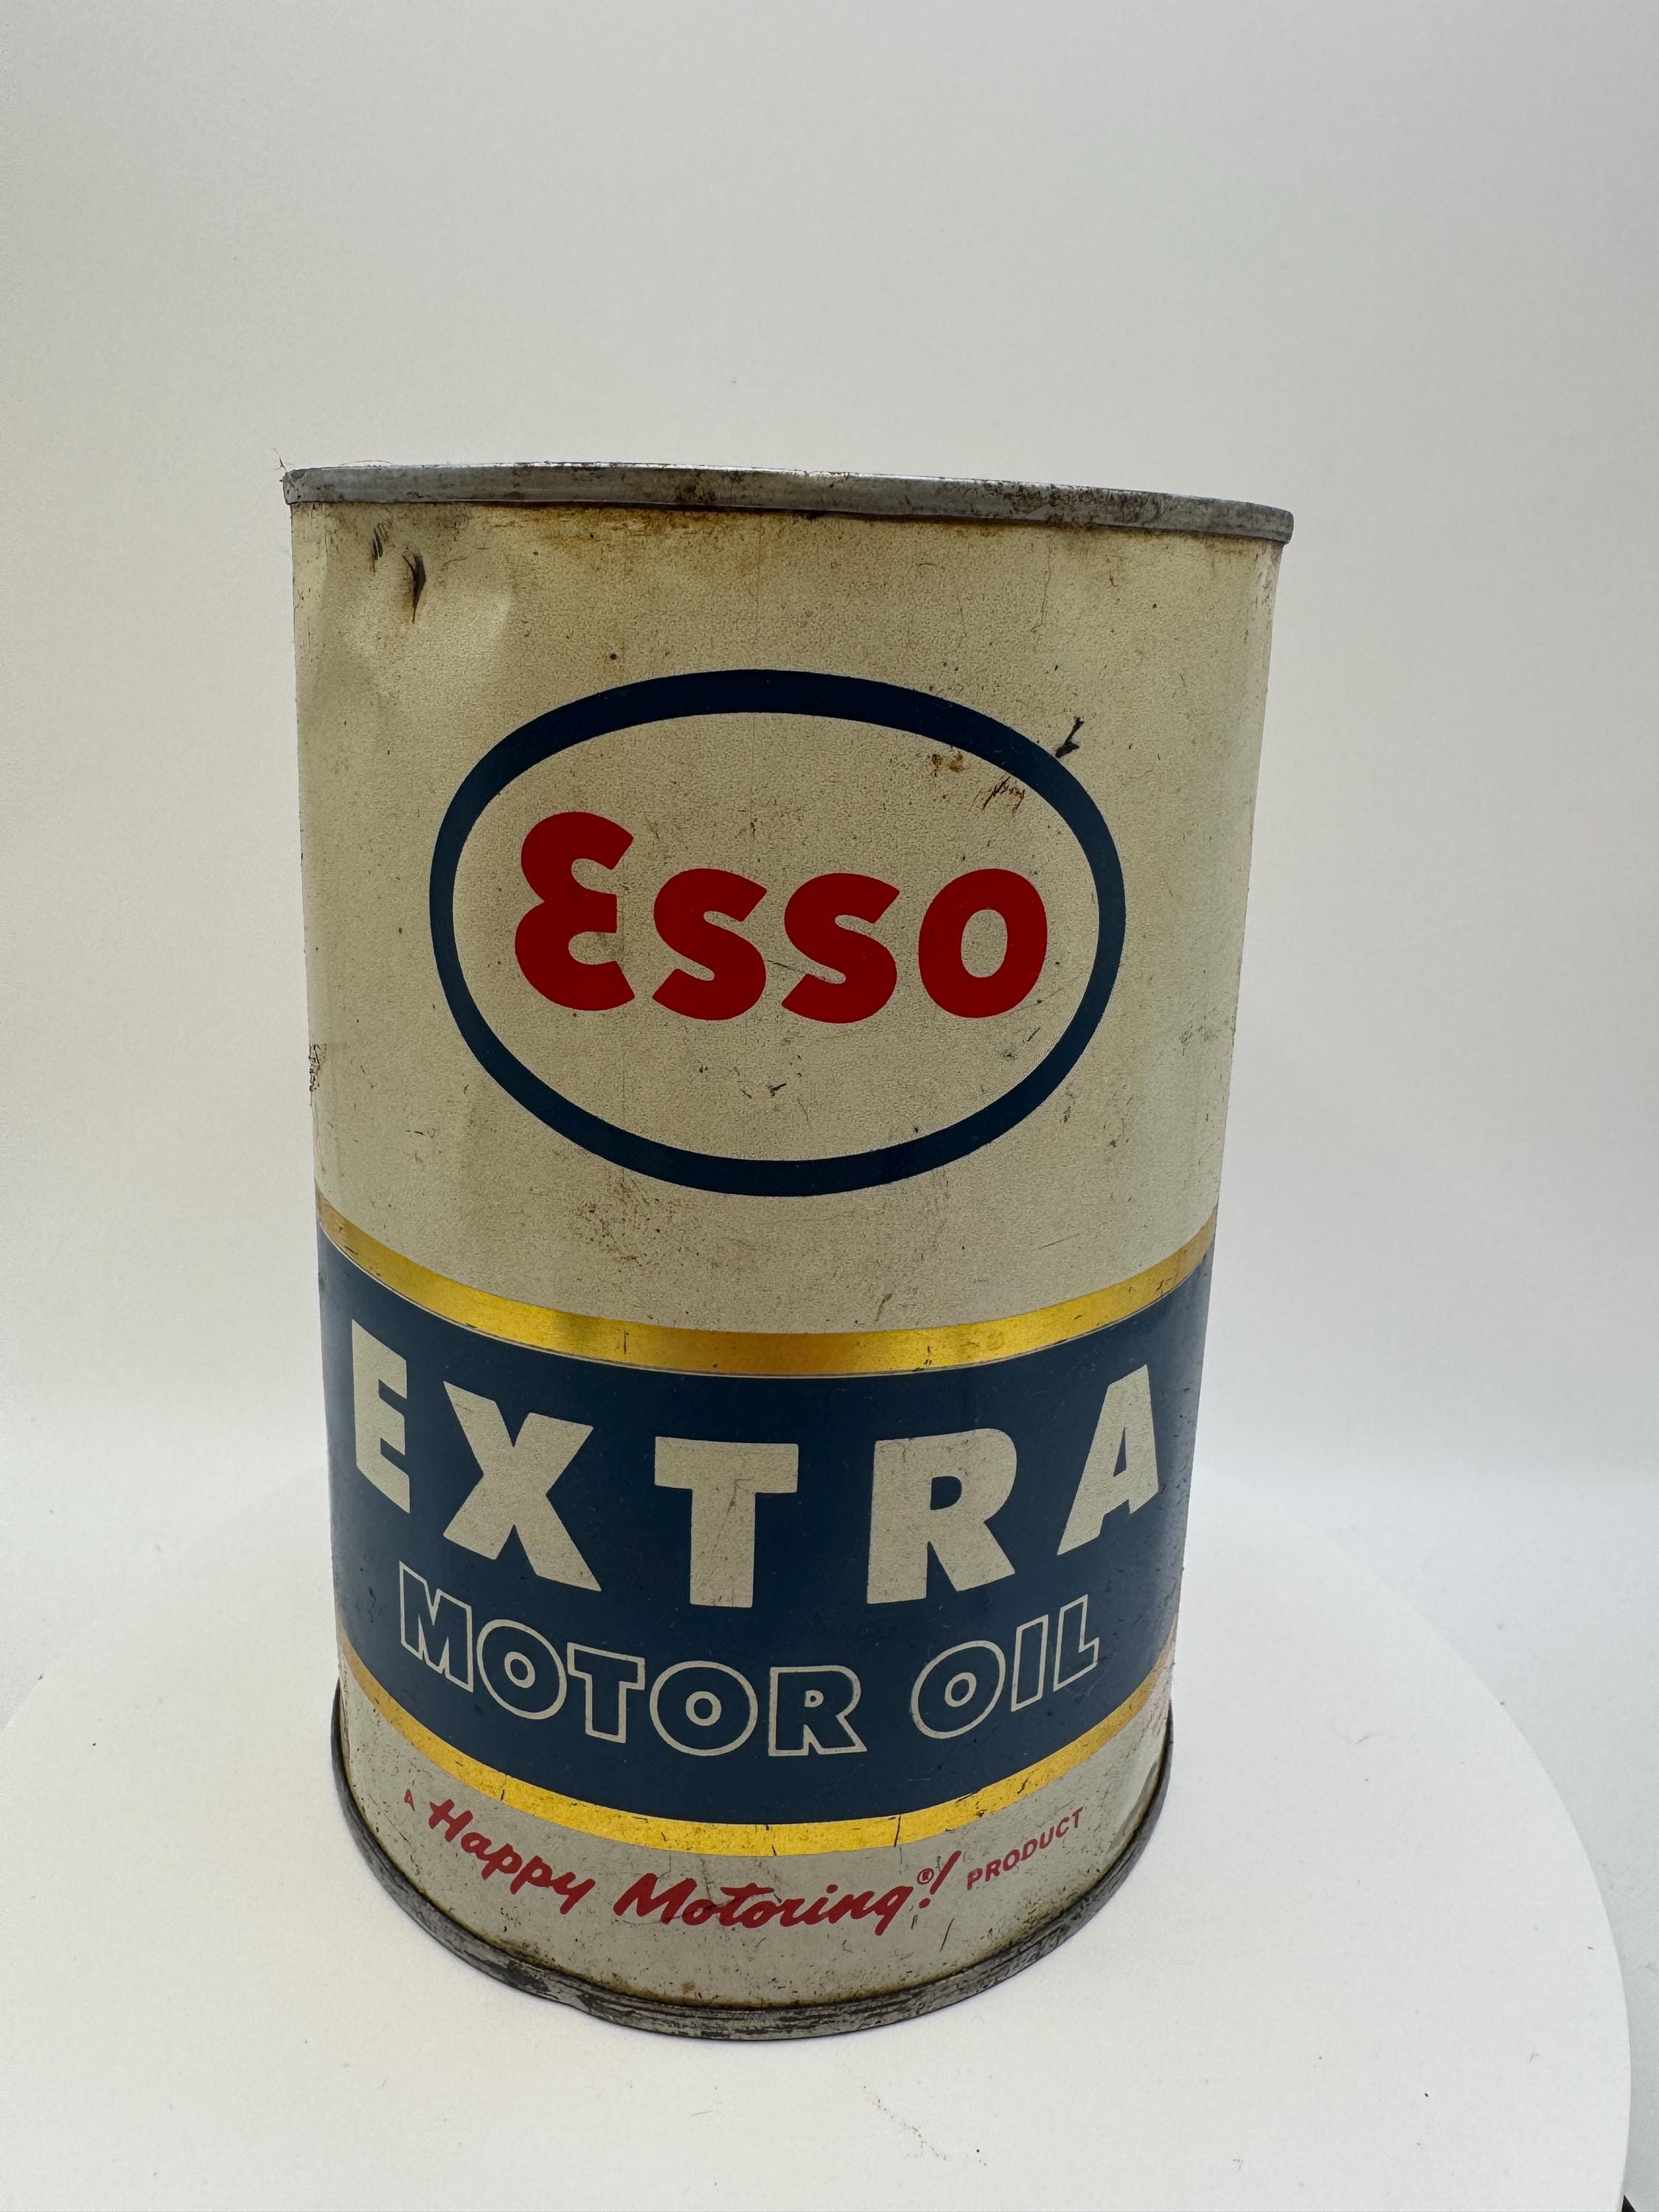 Esso
EXTRA
MOTOR OIL
A Happy Motoring®! PRODUCT